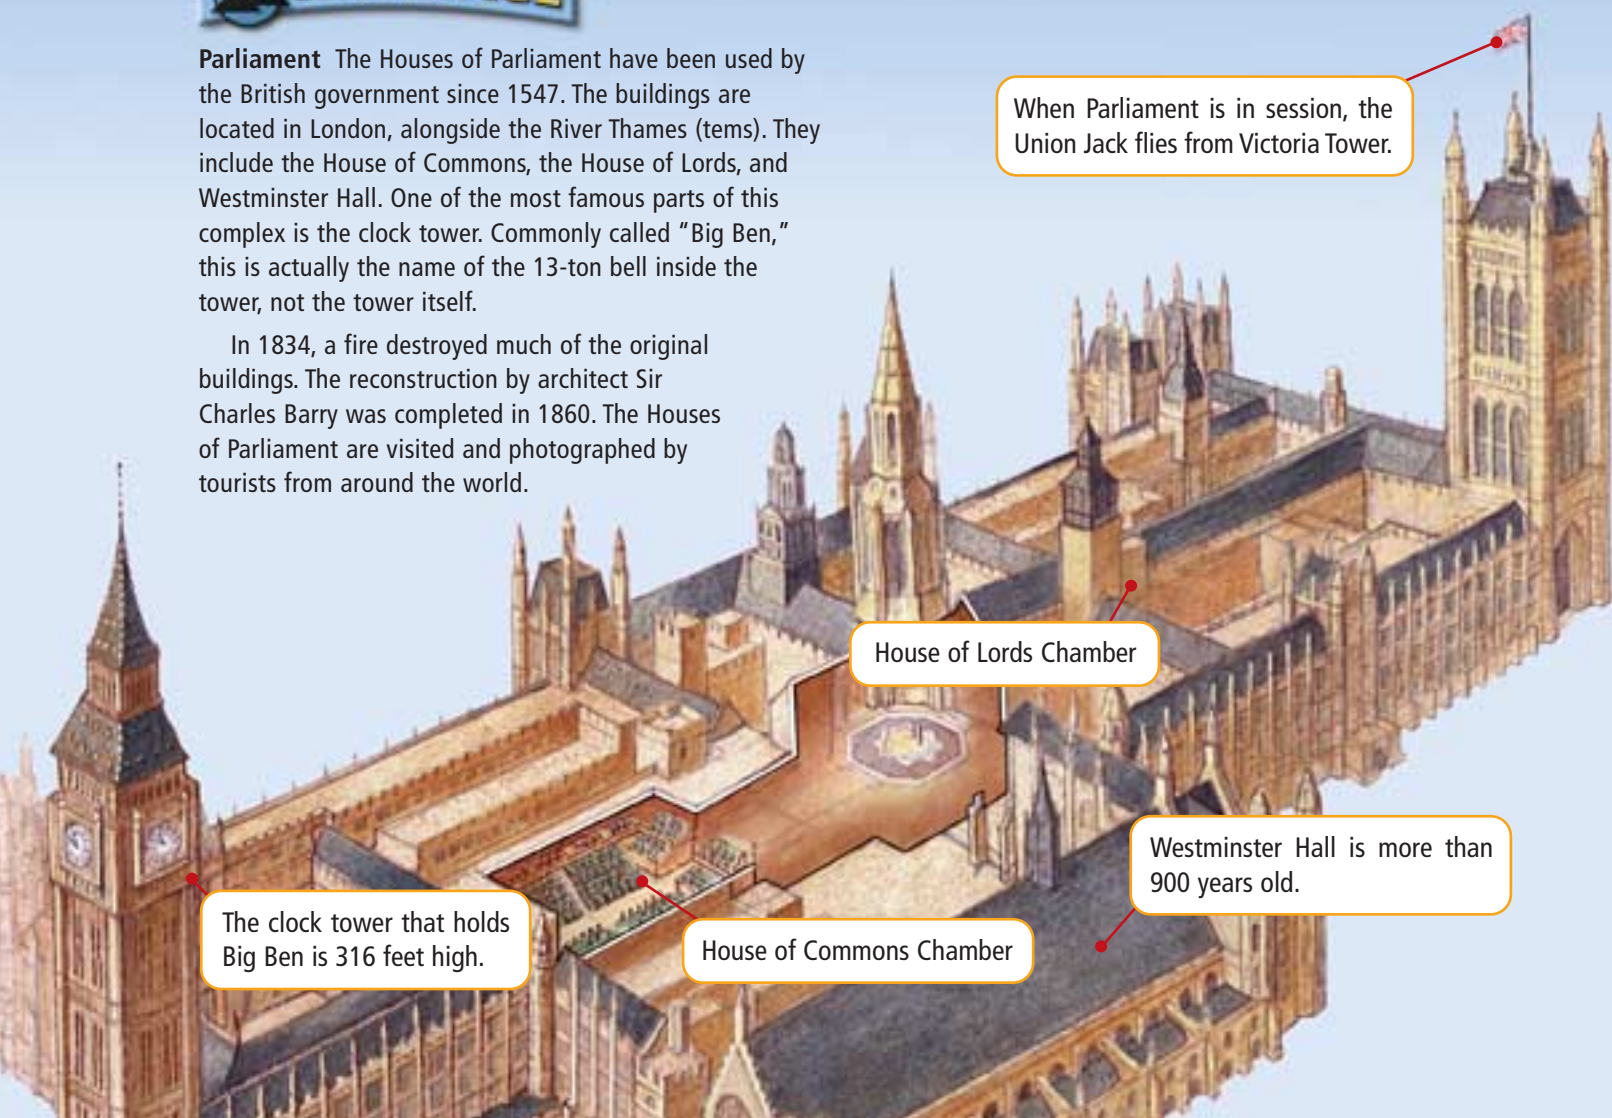 Parliament The Houses of Parliament have been used by
the British government since 1547. The buildings are
located in London, alongside the River Thames (tems). They
include the House of Commons, the House of Lords, and
Westminster Hall. One of the most famous parts of this
complex is the clock tower. Commonly called “Big Ben,”
this is actually the name of the 13-ton bell inside the
tower, not the tower itself.
In 1834, a fire destroyed much of the original
buildings. The reconstruction by architect Sir
Charles Barry was completed in 1860. The Houses
of Parliament are visited and photographed by
tourists from around the world.
When Parliament is in session, the
Union Jack flies from Victoria Tower.
House of Lords Chamber
Westminster Hall is more than
900 years old.
The clock tower that holds
Big Ben is 316 feet high.
House of Commons Chamber